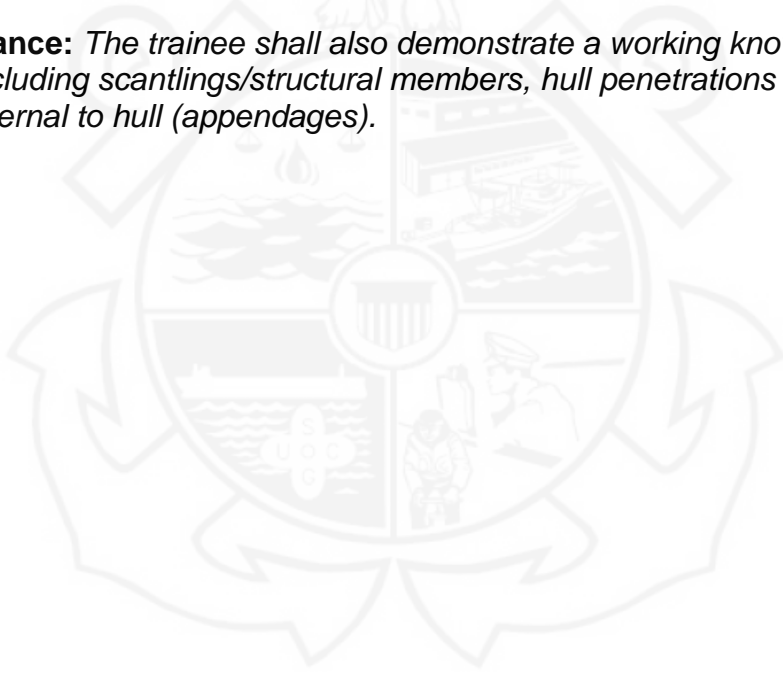 ance: The trainee shall also demonstrate a working kno
cluding scantlings/structural members, hull penetrations
ernal to hull (appendages).
S
U O C
G